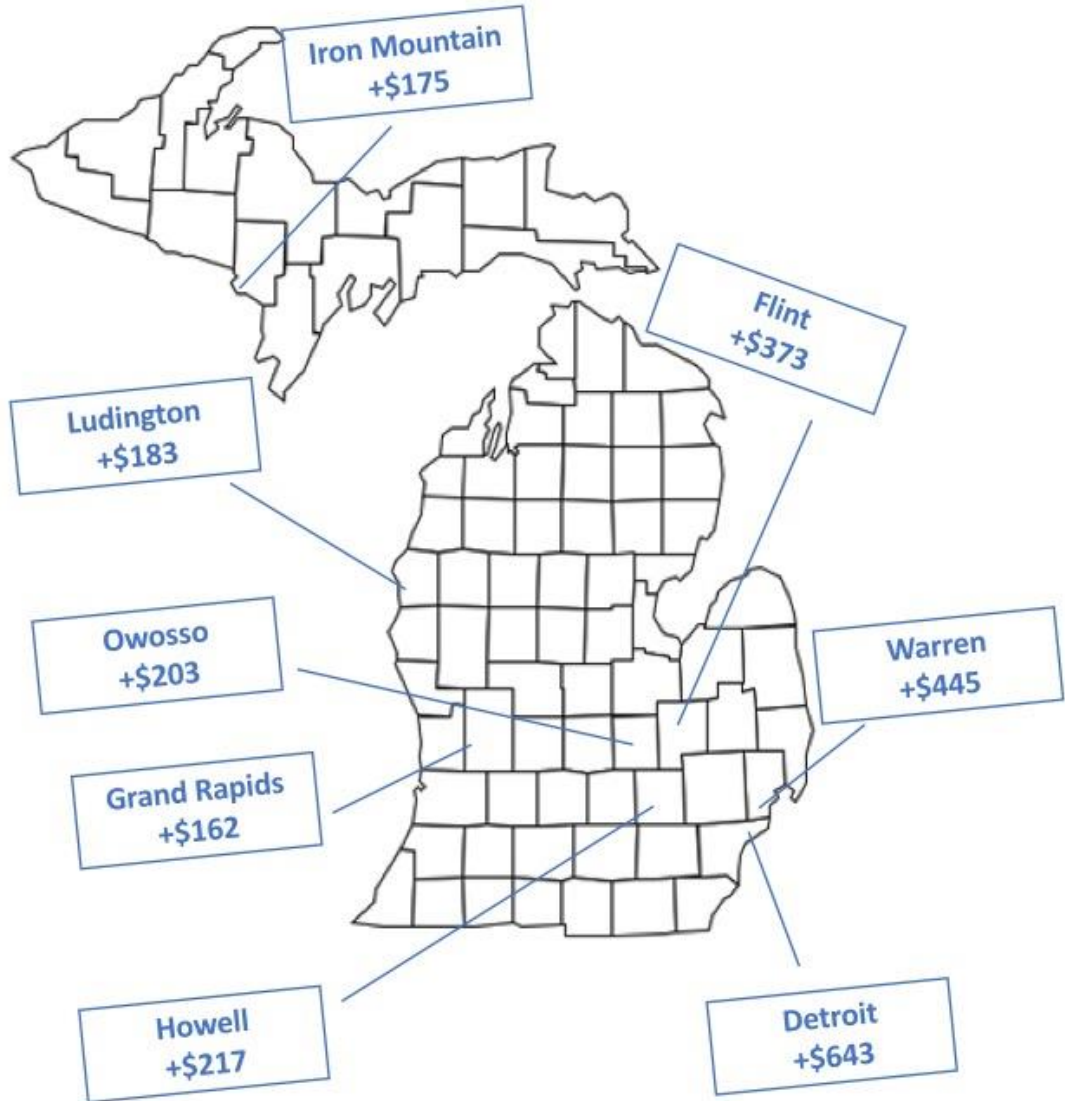 Iron Mountain
+$175
Flint
+$373
Ludington
+$183
Owosso
+$203
Warren
+$445
Grand Rapids
+$162
Howell
+$217
Detroit
+$643